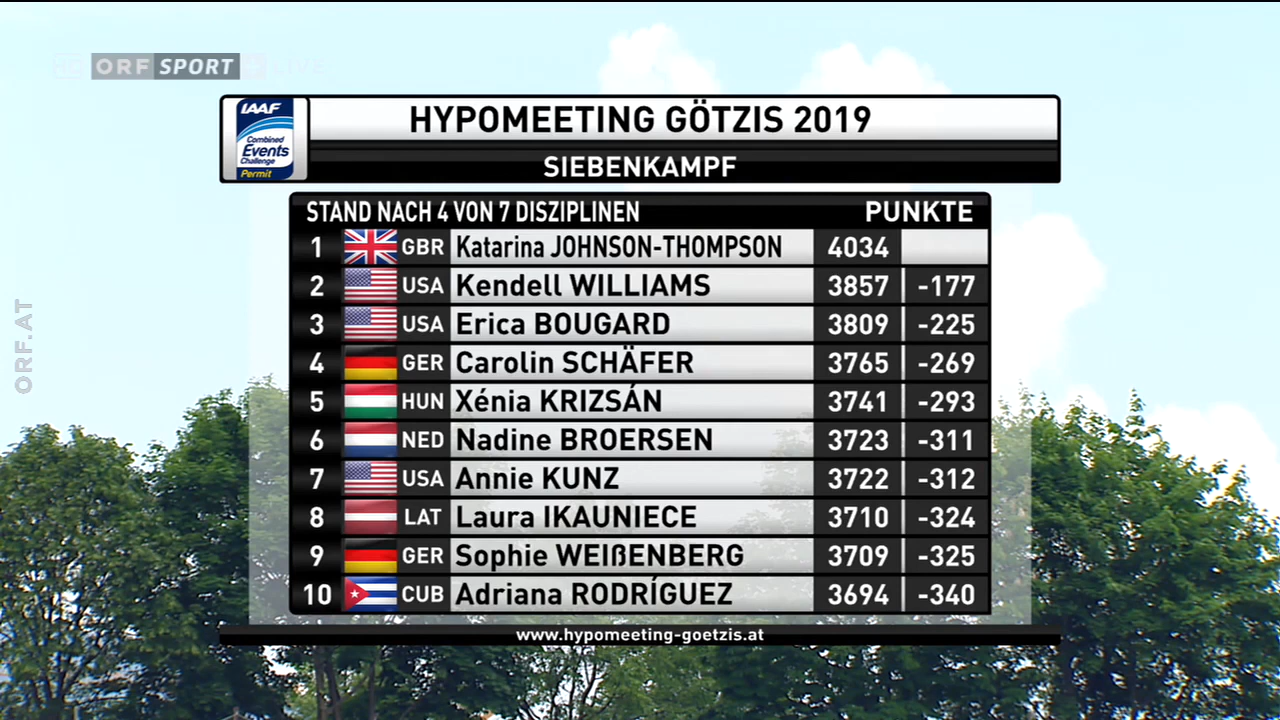 HD ORF SPORT + LIVE
IAAF
Combined
Events
Challenge
Permit
HYPOMEETING GÖTZIS 2019
SIEBENKAMPF
STAND NACH 4 VON 7 DISZIPLINEN PUNKTE
1 GBR Katarina JOHNSON-THOMPSON 4034
2 USA Kendell WILLIAMS 3857 -177
3 USA Erica BOUGARD 3809 -225
4 GER Carolin SCHÄFER 3765 -269
5 HUN Xénia KRIZSÁN 3741 -293
6 NED Nadine BROERSEN 3723 -311
7 USA Annie KUNZ 3722 -312
8 LAT Laura IKAUNIECE 3710 -324
9 GER Sophie WEIßENBERG 3709 -325
10 CUB Adriana RODRÍGUEZ 3694 -340
www.hypomeeting-goetzis.at
ORF.AT